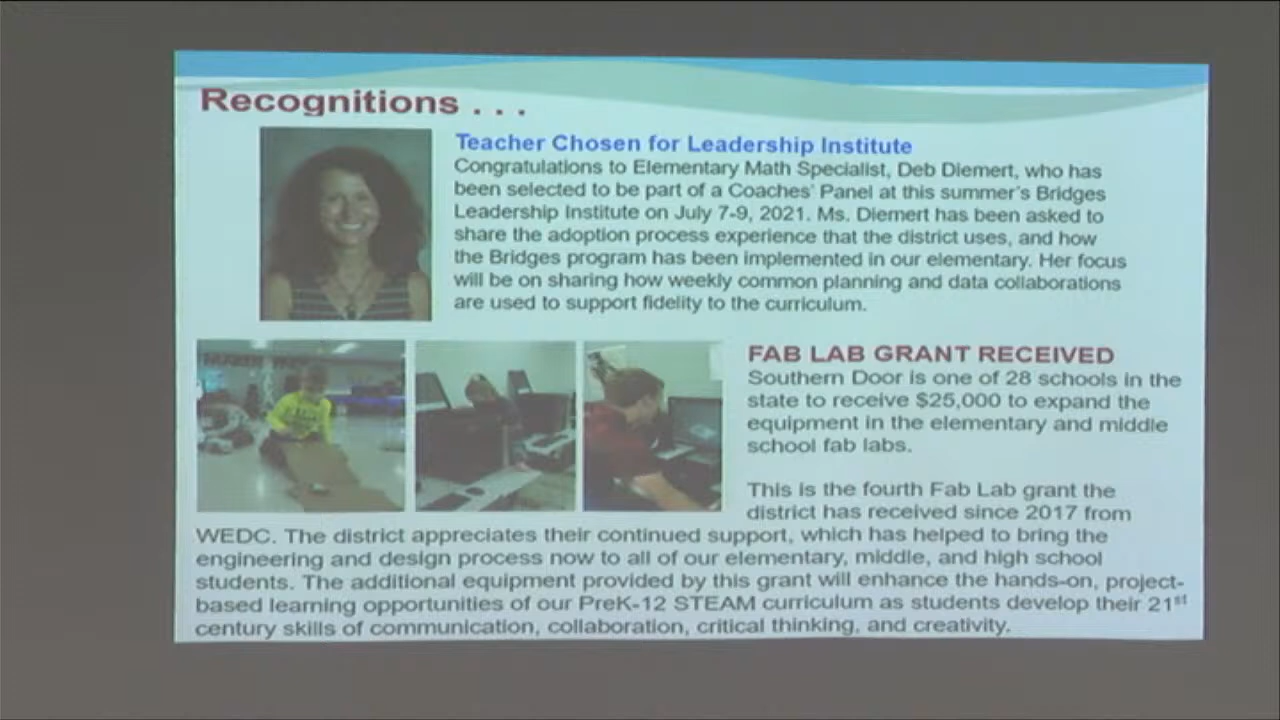 Recognitions . . .
Teacher Chosen for Leadership Institute
Congratulations to Elementary Math Specialist, Deb Diemert, who has
been selected to be part of a Coaches' Panel at this summer's Bridges
Leadership Institute on July 7-9, 2021. Ms. Diemert has been asked to
share the adoption process experience that the district uses, and how
the Bridges program has been implemented in our elementary. Her focus
will be on sharing how weekly common planning and data collaborations
are used to support fidelity to the curriculum.
FAB LAB GRANT RECEIVED
Southern Door is one of 28 schools in the
state to receive $25,000 to expand the
equipment in the elementary and middle
school fab labs.
This is the fourth Fab Lab grant the
district has received since 2017 from
WEDC. The district appreciates their continued support, which has helped to bring the
engineering and design process now to all of our elementary, middle, and high school
students. The additional equipment provided by this grant will enhance the hands-on, project-
based learning opportunities of our PreK-12 STEAM curriculum as students develop their 21st
century skills of communication, collaboration, critical thinking, and creativity.